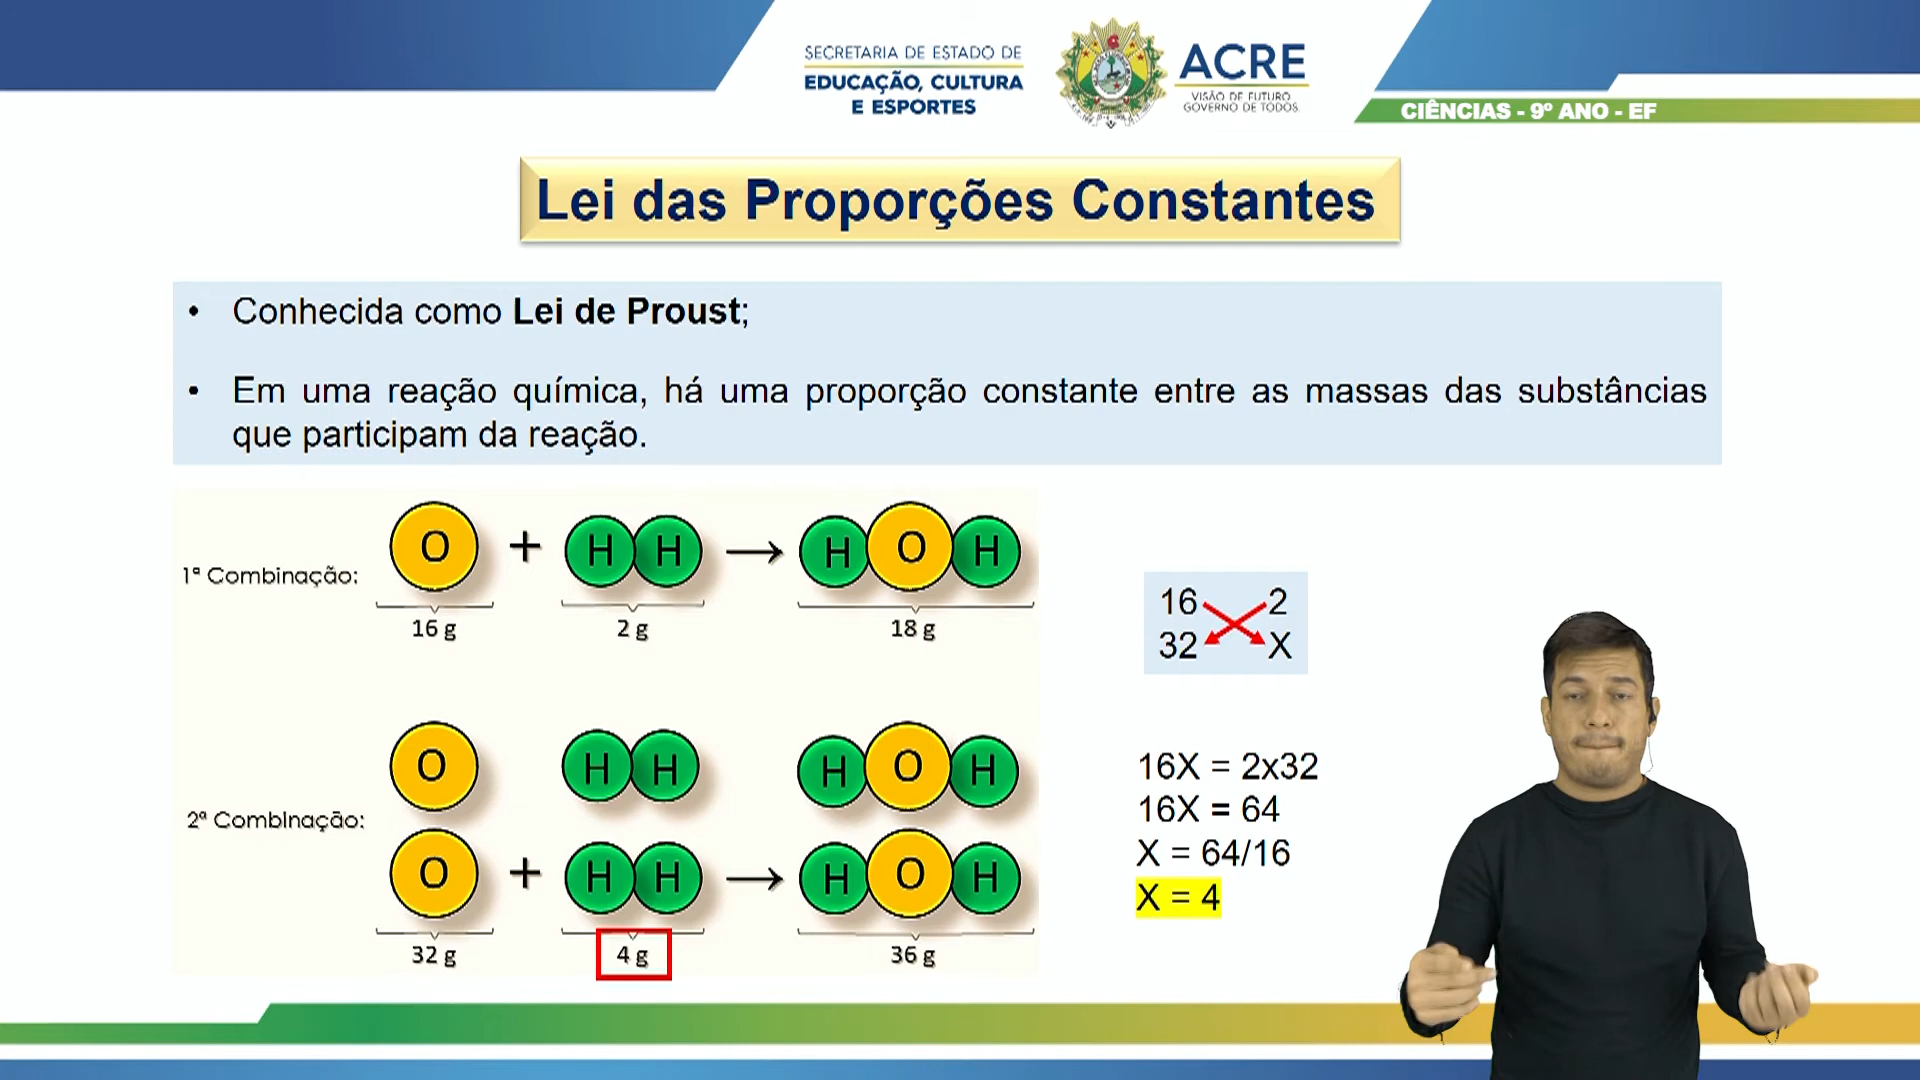 SECRETARIA DE ESTADO DE
EDUCAÇÃO, CULTURA
E ESPORTES
ACRE
VISÃO DE FUTURO
GOVERNO DE TODOS
CIÊNCIAS - 9º ANO - EF
Lei das Proporções Constantes
• Conhecida como Lei de Proust;
• Em uma reação química, há uma proporção constante entre as massas das substâncias
que participam da reação.
1ª Combinação:
O + H H → H O H
16 g 2 g 18 g
16 2
32 X
2ª Combinação:
O H H H O H
O + H H → H O H
32 g 4 g 36 g
16X = 2x32
16X = 64
X = 64/16
X = 4